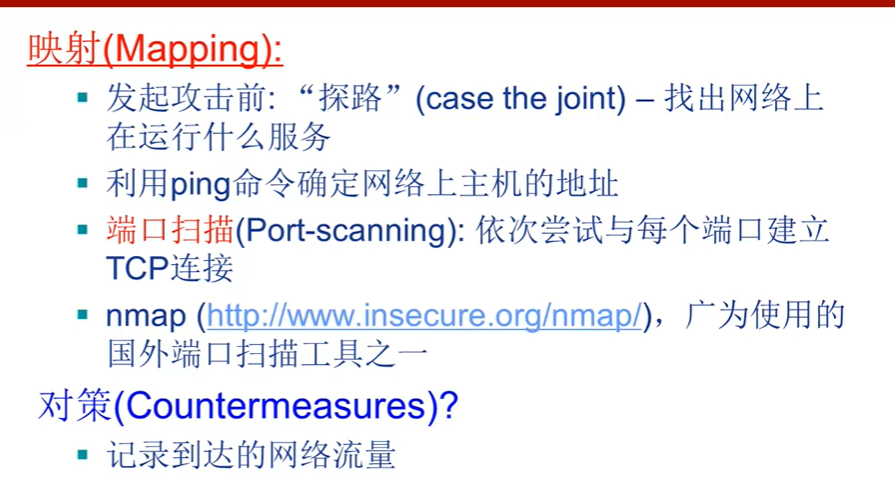 映射(Mapping):
▪ 发起攻击前: “探路”(case the joint) – 找出网络上
在运行什么服务
▪ 利用ping命令确定网络上主机的地址
▪ 端口扫描(Port-scanning): 依次尝试与每个端口建立
TCP连接
▪ nmap (http://www.insecure.org/nmap/)，广为使用的
国外端口扫描工具之一
对策(Countermeasures)?
▪ 记录到达的网络流量